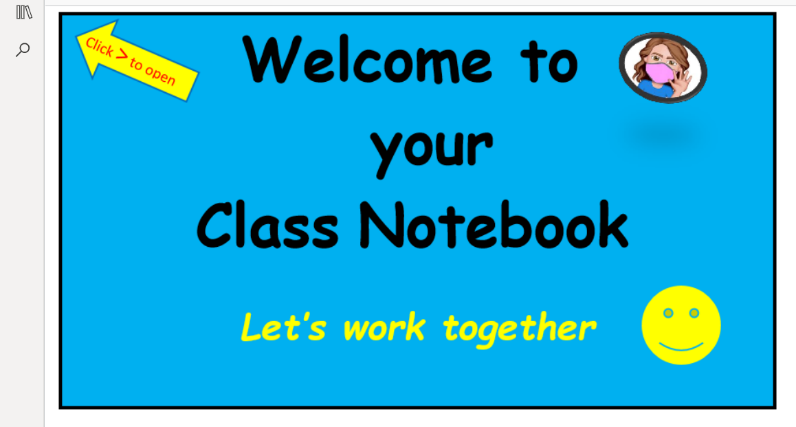 Click > to open
Welcome to
your
Class Notebook
Let's work together